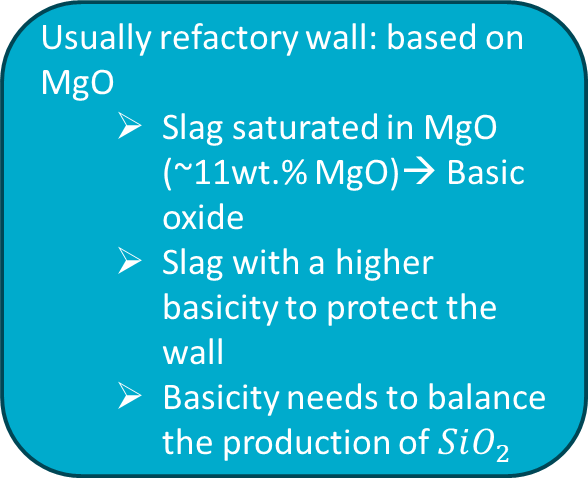 Usually refactory wall: based on
MgO
➢ Slag saturated in MgO
(~11wt.% MgO)→ Basic
oxide
➢ Slag with a higher
basicity to protect the
wall
➢ Basicity needs to balance
the production of SiO₂